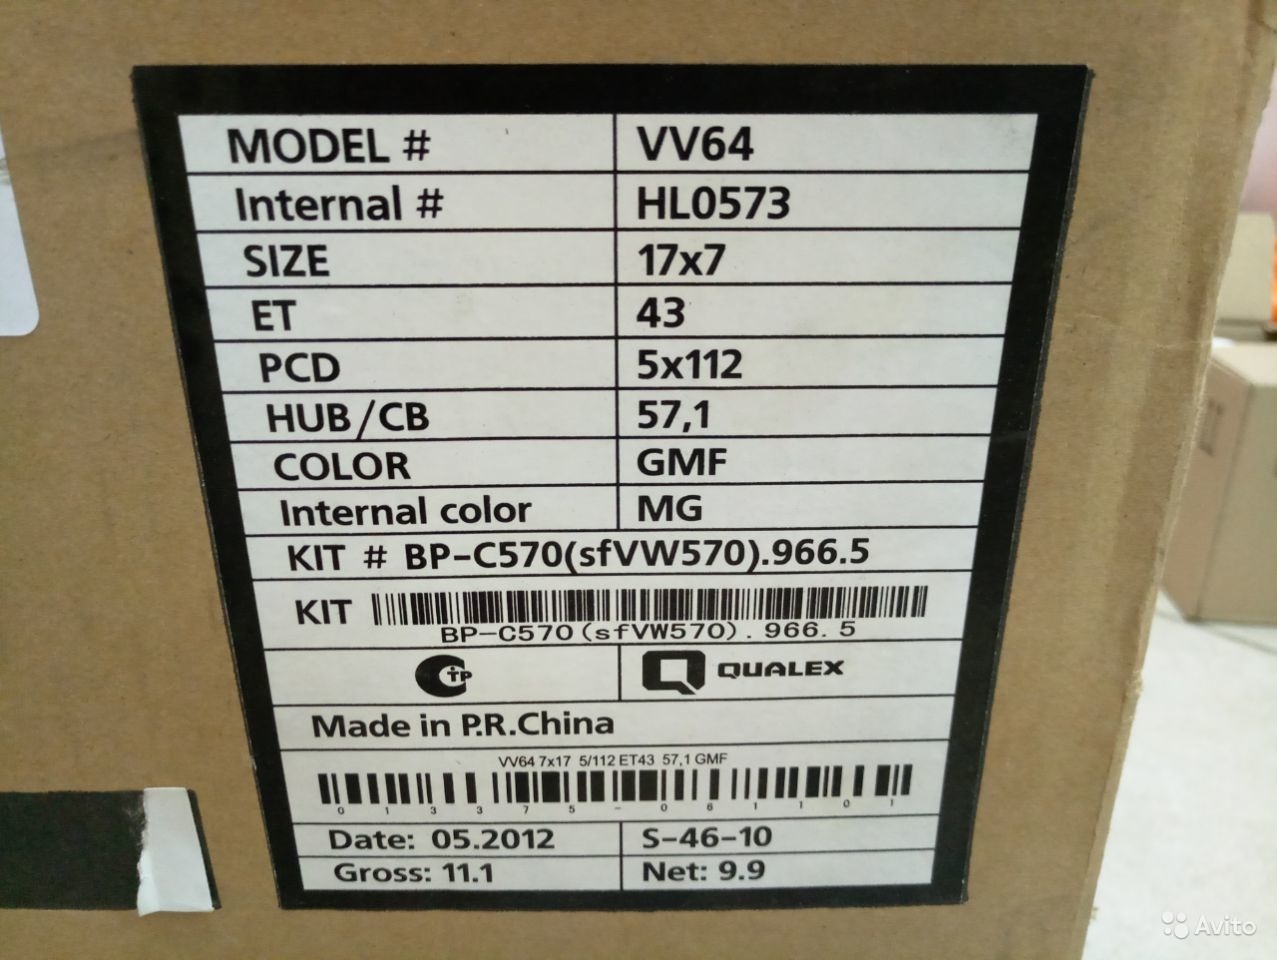 MODEL # VV64
Internal # HL0573
SIZE 17x7
ET 43
PCD 5x112
HUB/CB 57,1
COLOR GMF
Internal color MG
KIT # BP-C570(sfVW570).966.5
KIT
BP-C570(sfVW570).966.5
СТР QUALEX
Made in P.R.China
VV64 7x17 5/112 ET43 57,1 GMF
013375-061101
Date: 05.2012 S-46-10
Gross: 11.1 Net: 9.9
Avito